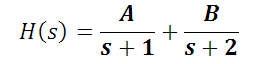 H(s) = A/(s + 1) + B/(s + 2)